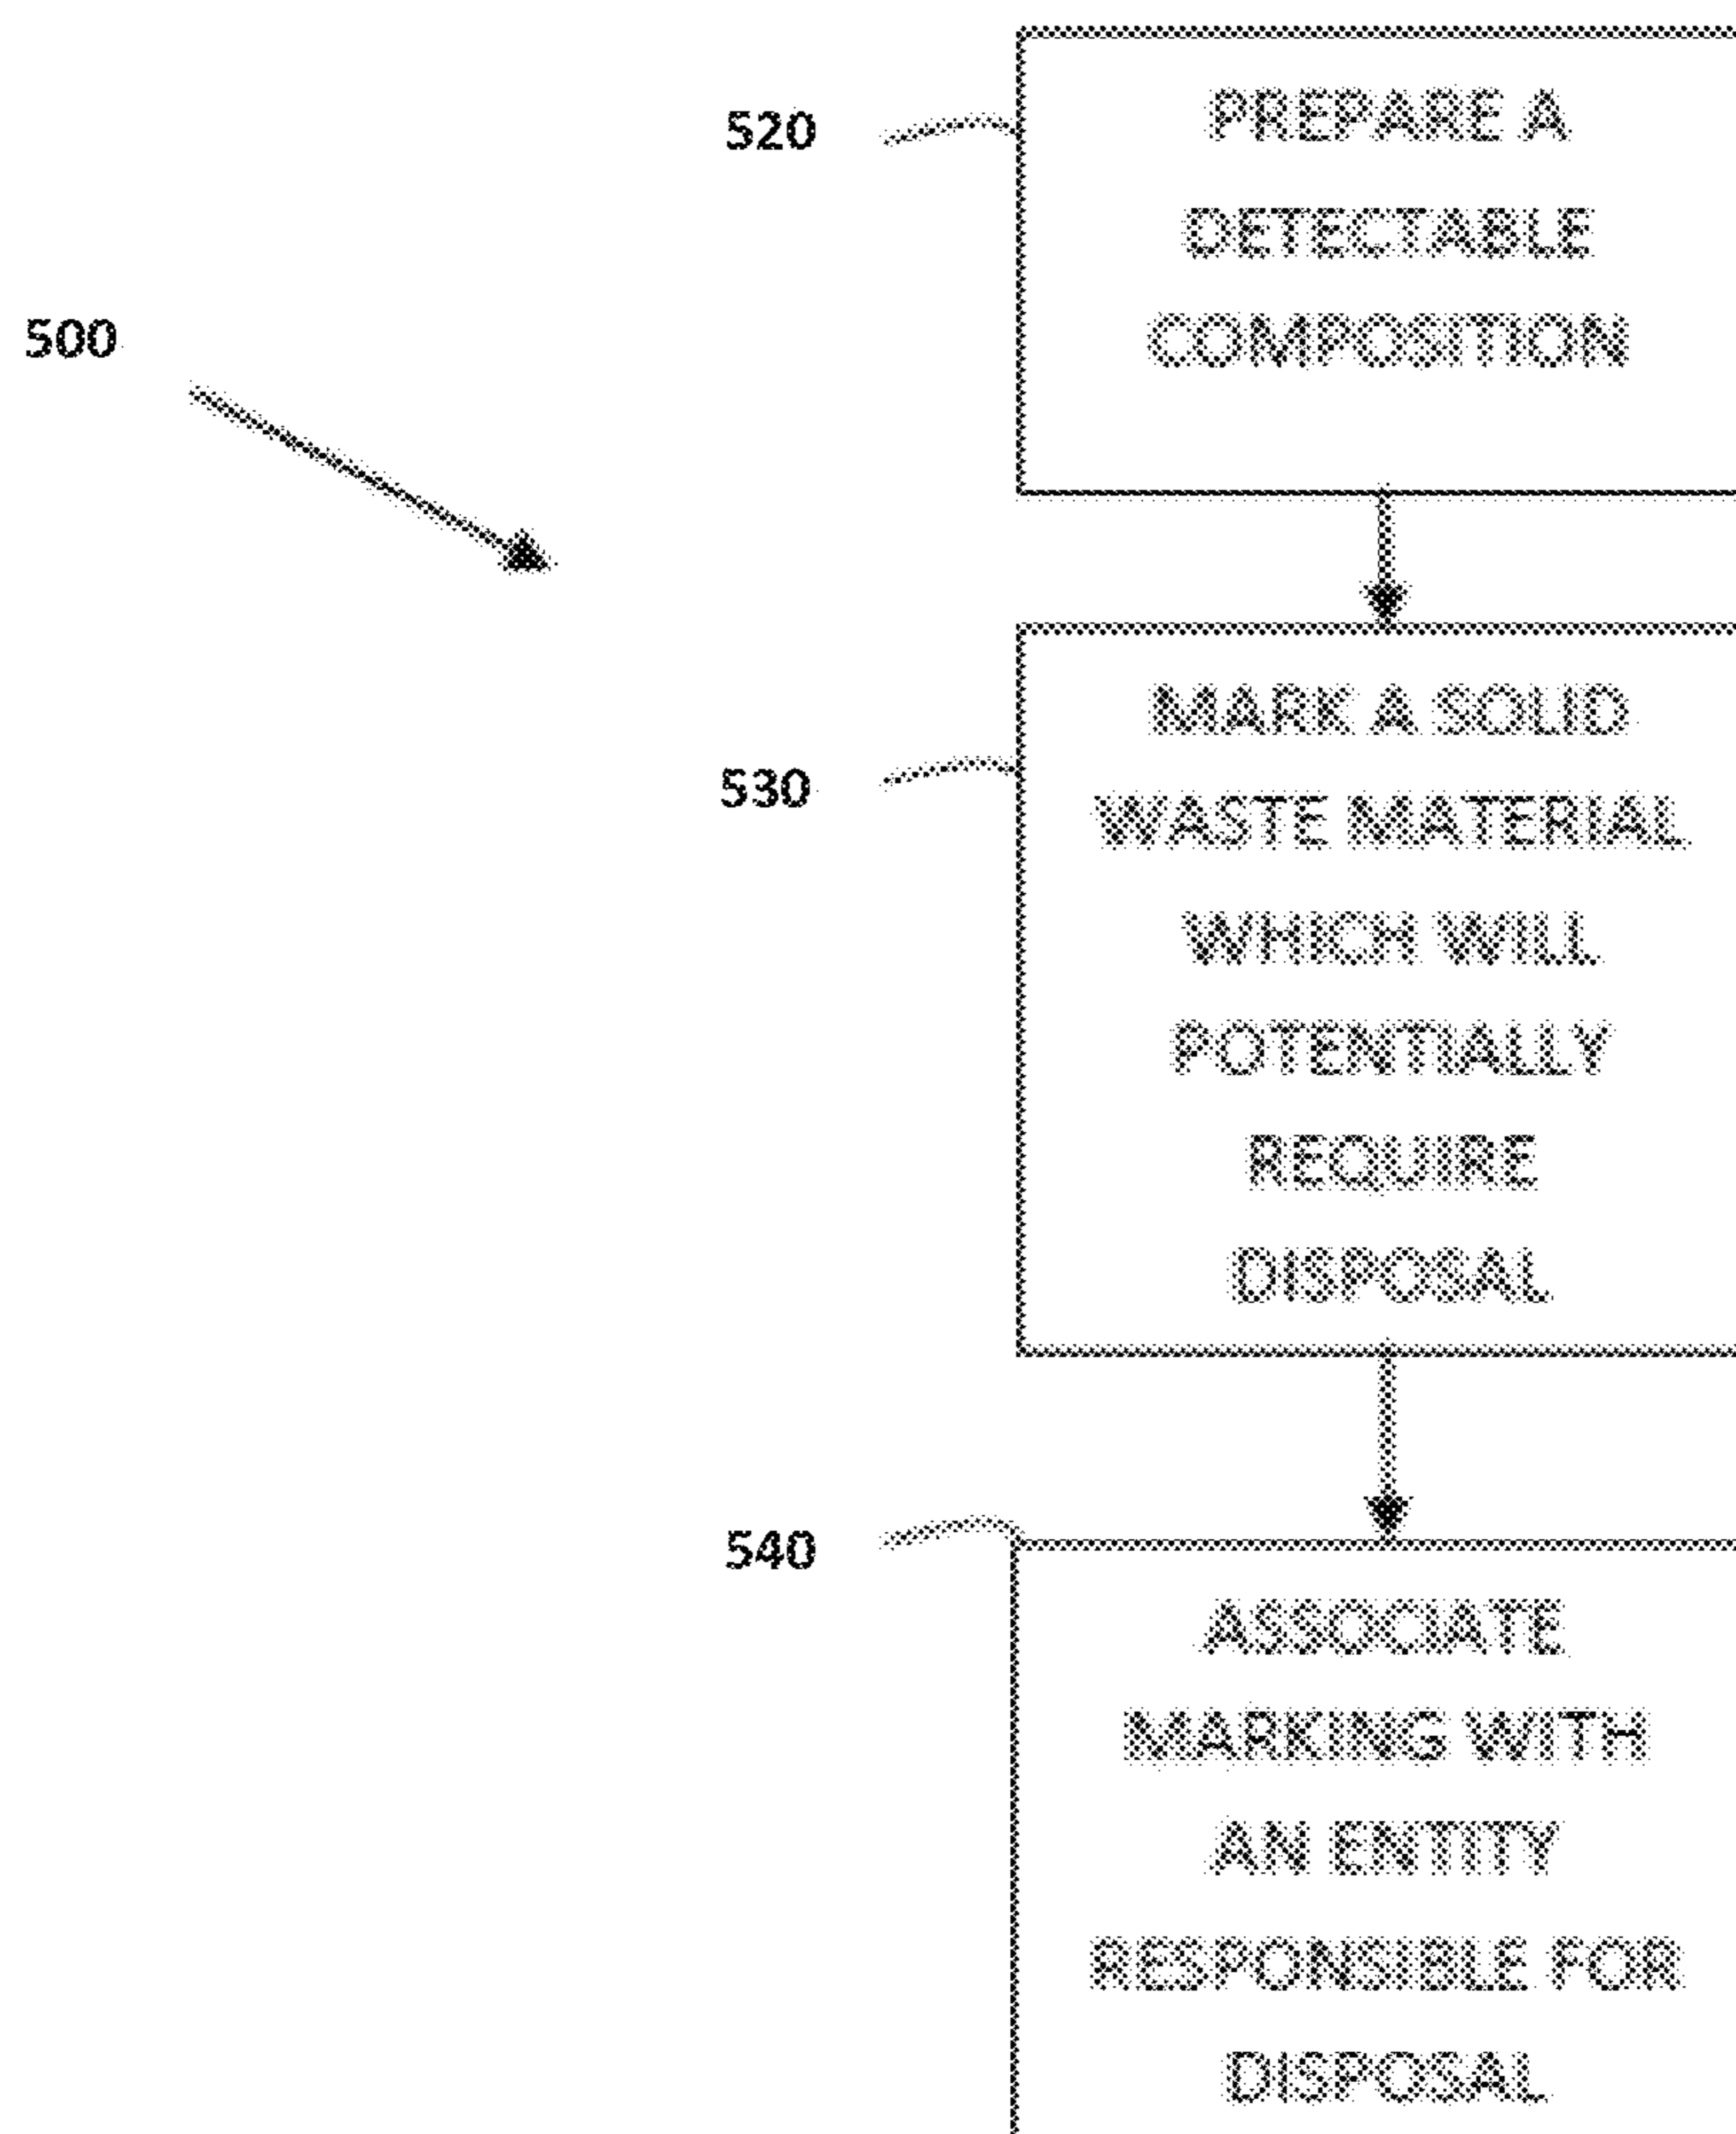 520
PREPARE A
DETECTABLE
COMPOSITION
500
530
MARK A SOLID
WASTE MATERIAL
WHICH WILL
POTENTIALLY
REQUIRE
DISPOSAL
540
ASSOCIATE
MARKING WITH
AN ENTITY
RESPONSIBLE FOR
DISPOSAL